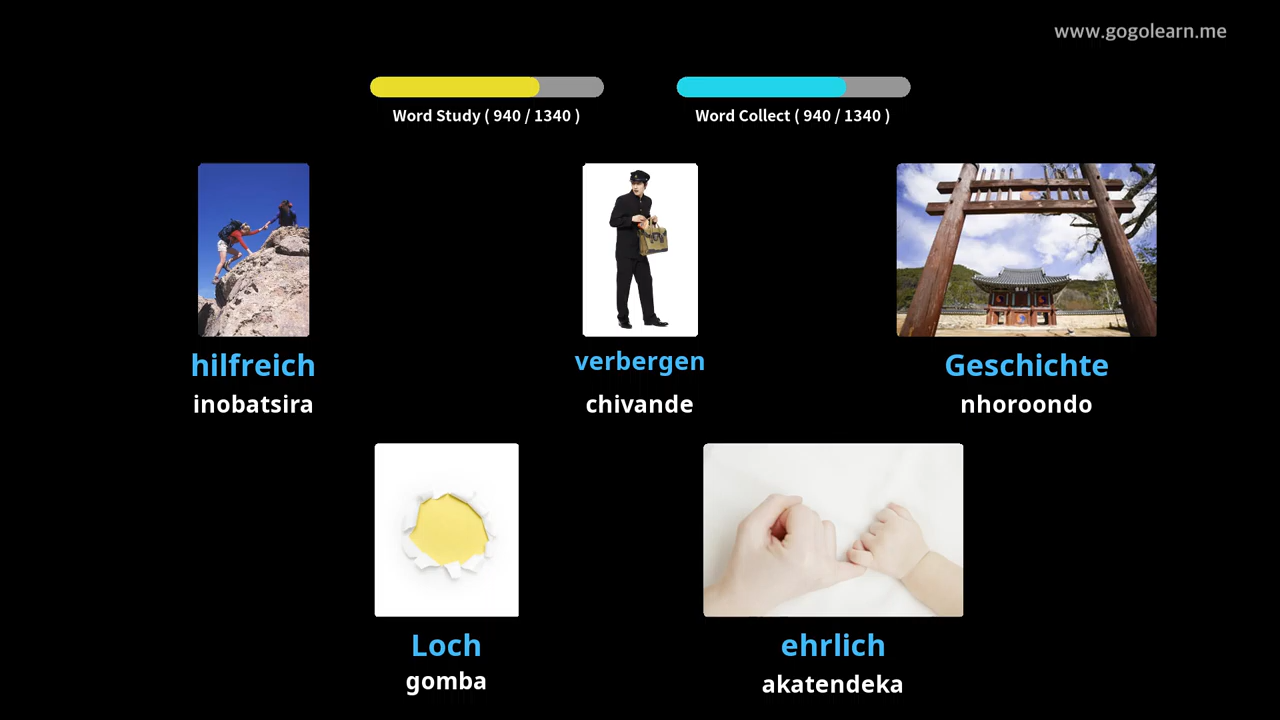 www.gogolearn.me
Word Study ( 940 / 1340 )
Word Collect ( 940 / 1340 )
hilfreich
inobatsira
verbergen
chivande
Geschichte
nhoroondo
Loch
gomba
ehrlich
akatendeka